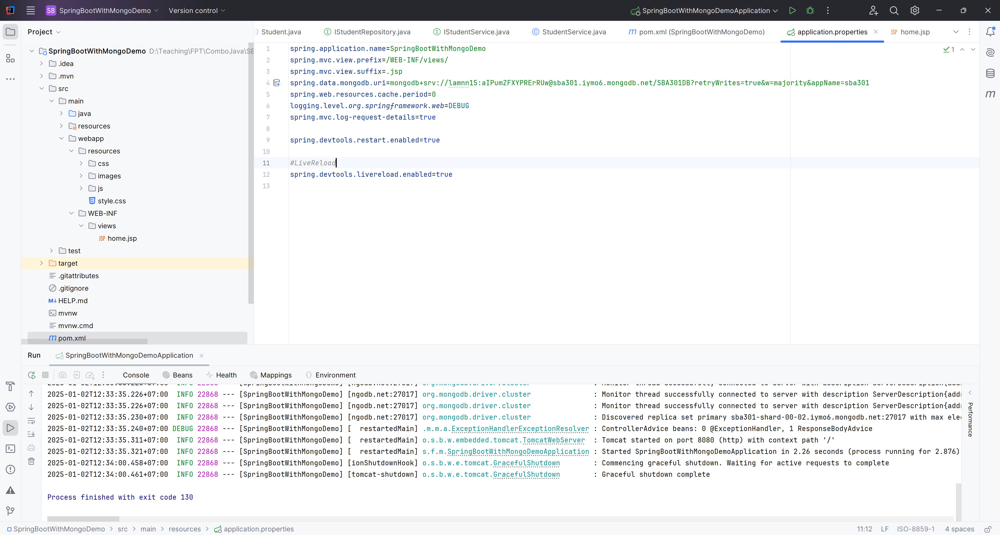 SB SpringBootWithMongoDemo Version control SpringBootWithMongoDemoApplication
Project
Student.java IStudentRepository.java IStudentService.java StudentService.java pom.xml (SpringBootWithMongoDemo) application.properties home.jsp
SpringBootWithMongoDemo D:\Teaching\FPT\ComboJava\SE
.idea
.mvn
src
main
java
resources
webapp
resources
css
images
js
style.css
WEB-INF
views
JSP home.jsp
test
target
.gitattributes
.gitignore
M↓ HELP.md
mvnw
mvnw.cmd
m pom.xml
1 spring.application.name=SpringBootWithMongoDemo
2 spring.mvc.view.prefix=/WEB-INF/views/
3 spring.mvc.view.suffix=.jsp
4 spring.data.mongodb.uri=mongodb+srv://lamnn15:aIPumZFXYPRErRUw@sba301.iymo6.mongodb.net/SBA301DB?retryWrites=true&w=majority&appName=sba301
5 spring.web.resources.cache.period=0
6 logging.level.org.springframework.web=DEBUG
7 spring.mvc.log-request-details=true
8
9 spring.devtools.restart.enabled=true
10
11 #LiveReload
12 spring.devtools.livereload.enabled=true
13
1
Run SpringBootWithMongoDemoApplication
Console Beans Health Mappings Environment
2025-01-02T12:33:35.226+07:00 INFO 22868 --- [SpringBootWithMongoDemo] [ngodb.net:27017] org.mongodb.driver.cluster : Monitor thread successfully connected to server with description ServerDescription{addr
2025-01-02T12:33:35.226+07:00 INFO 22868 --- [SpringBootWithMongoDemo] [ngodb.net:27017] org.mongodb.driver.cluster : Monitor thread successfully connected to server with description ServerDescription{addr
2025-01-02T12:33:35.230+07:00 INFO 22868 --- [SpringBootWithMongoDemo] [ngodb.net:27017] org.mongodb.driver.cluster : Discovered replica set primary sba301-shard-00-02.iymo6.mongodb.net:27017 with max elec
2025-01-02T12:33:35.240+07:00 DEBUG 22868 --- [SpringBootWithMongoDemo] [ restartedMain] .m.m.a.ExceptionHandlerExceptionResolver : ControllerAdvice beans: 0 @ExceptionHandler, 1 ResponseBodyAdvice
2025-01-02T12:33:35.311+07:00 INFO 22868 --- [SpringBootWithMongoDemo] [ restartedMain] o.s.b.w.embedded.tomcat.TomcatWebServer : Tomcat started on port 8080 (http) with context path '/'
2025-01-02T12:33:35.321+07:00 INFO 22868 --- [SpringBootWithMongoDemo] [ restartedMain] s.f.m.SpringBootWithMongoDemoApplication : Started SpringBootWithMongoDemoApplication in 2.26 seconds (process running for 2.876)
2025-01-02T12:34:00.458+07:00 INFO 22868 --- [SpringBootWithMongoDemo] [ionShutdownHook] o.s.b.w.e.tomcat.GracefulShutdown : Commencing graceful shutdown. Waiting for active requests to complete
2025-01-02T12:34:00.461+07:00 INFO 22868 --- [SpringBootWithMongoDemo] [tomcat-shutdown] o.s.b.w.e.tomcat.GracefulShutdown : Graceful shutdown complete
Process finished with exit code 130
Performance
SpringBootWithMongoDemo > src > main > resources > application.properties 11:12 LF ISO-8859-1 4 spaces